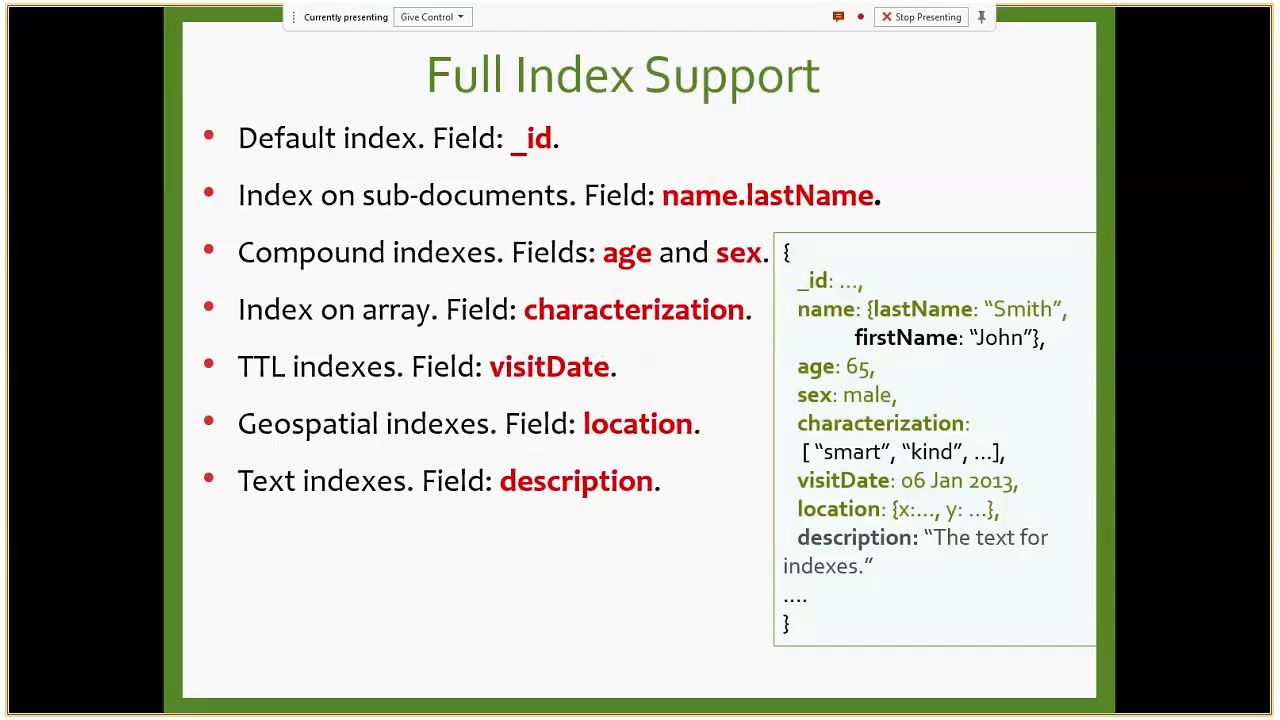 Currently presenting
Give Control
Stop Presenting
Full Index Support
• Default index. Field: _id.
• Index on sub-documents. Field: name.lastName.
• Compound indexes. Fields: age and sex.
• Index on array. Field: characterization.
• TTL indexes. Field: visitDate.
• Geospatial indexes. Field: location.
• Text indexes. Field: description.
{
_id: ...,
name: {lastName: “Smith”,
firstName: “John”},
age: 65,
sex: male,
characterization:
[ “smart”, “kind”, ...],
visitDate: 06 Jan 2013,
location: {x:..., y: ...},
description: “The text for
indexes.”
....
}